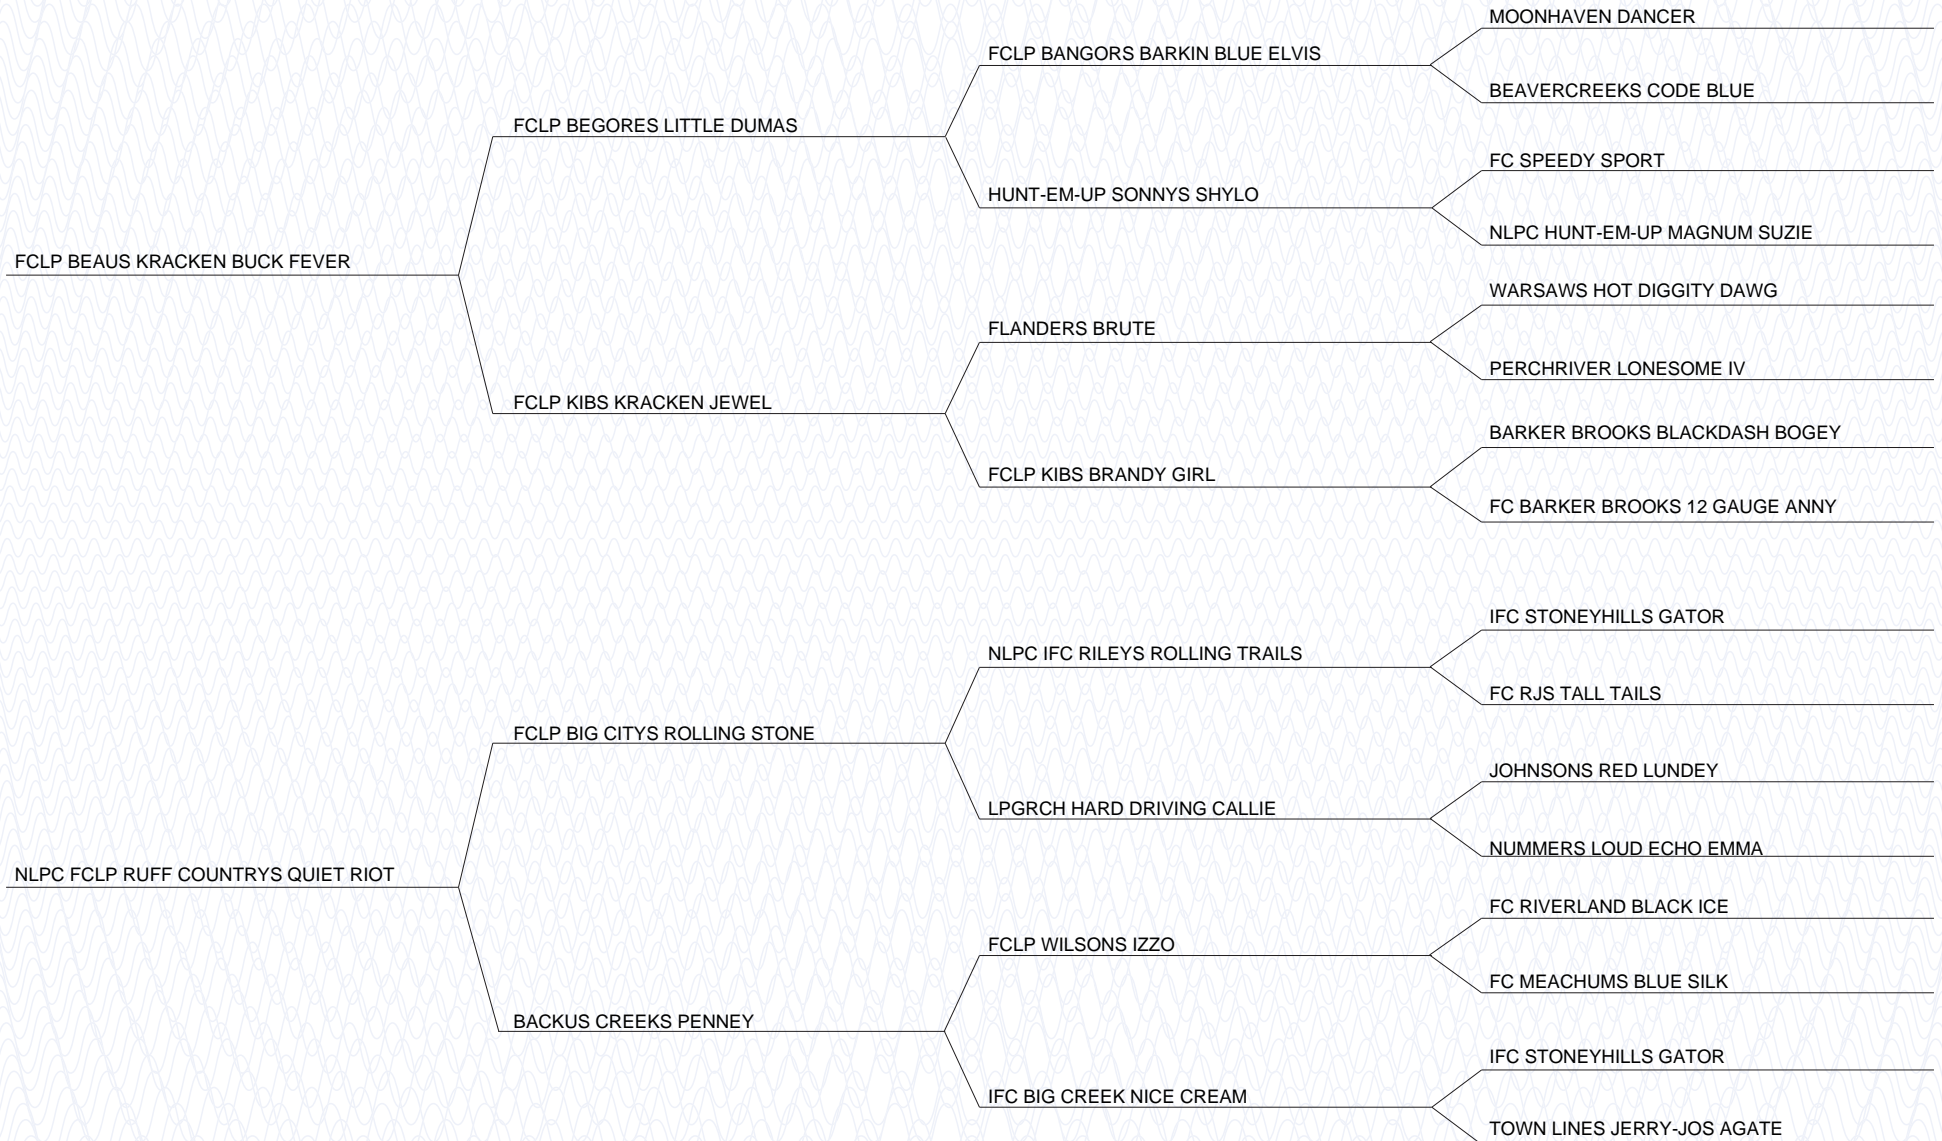 MOONHAVEN DANCER
FCLP BANGORS BARKIN BLUE ELVIS
BEAVERCREEKS CODE BLUE
FCLP BEGORES LITTLE DUMAS
FC SPEEDY SPORT
HUNT-EM-UP SONNYS SHYLO
NLPC HUNT-EM-UP MAGNUM SUZIE
FCLP BEAUS KRACKEN BUCK FEVER
WARSAWS HOT DIGGITY DAWG
FLANDERS BRUTE
PERCHRIVER LONESOME IV
FCLP KIBS KRACKEN JEWEL
BARKER BROOKS BLACKDASH BOGEY
FCLP KIBS BRANDY GIRL
FC BARKER BROOKS 12 GAUGE ANNY
IFC STONEYHILLS GATOR
NLPC IFC RILEYS ROLLING TRAILS
FC RJS TALL TAILS
FCLP BIG CITYS ROLLING STONE
JOHNSONS RED LUNDEY
LPGRCH HARD DRIVING CALLIE
NUMMERS LOUD ECHO EMMA
NLPC FCLP RUFF COUNTRYS QUIET RIOT
FC RIVERLAND BLACK ICE
FCLP WILSONS IZZO
FC MEACHUMS BLUE SILK
BACKUS CREEKS PENNEY
IFC STONEYHILLS GATOR
IFC BIG CREEK NICE CREAM
TOWN LINES JERRY-JOS AGATE